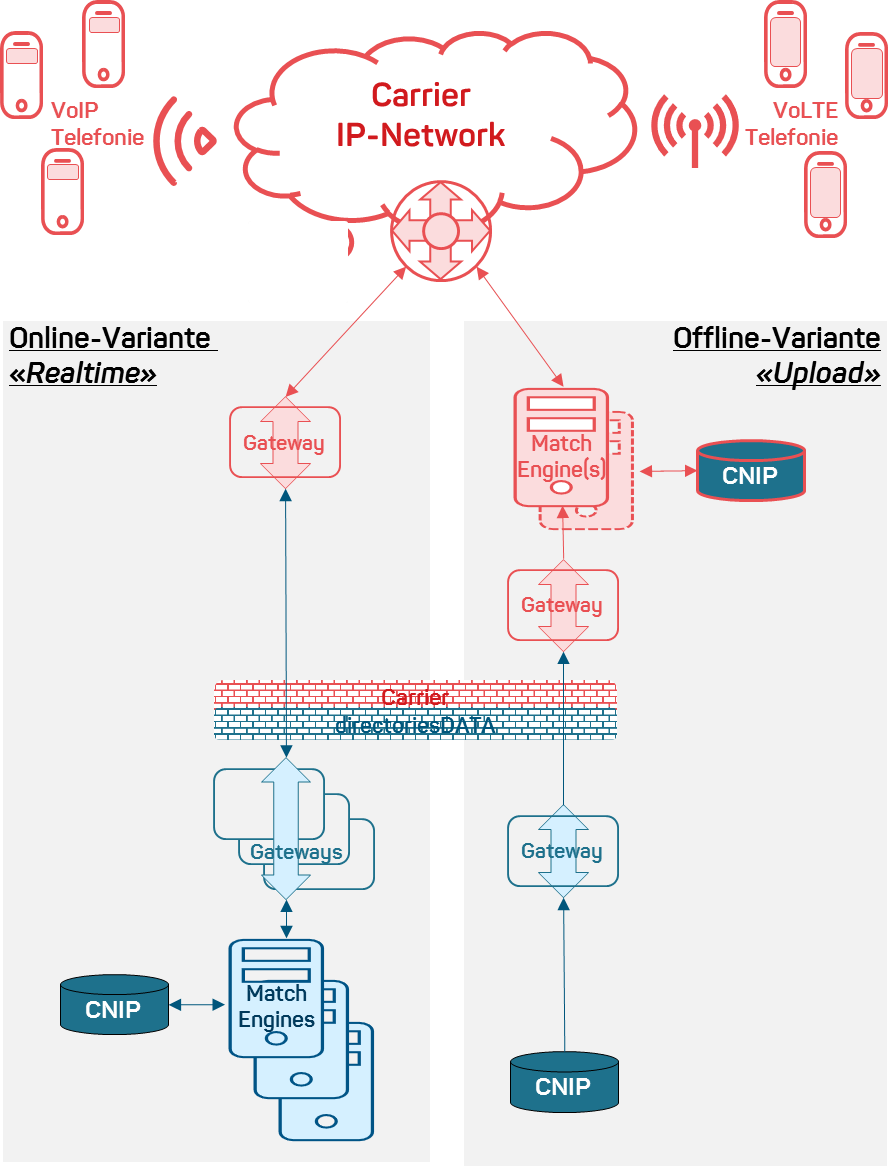 VoIP
Telefonie
Carrier
IP-Network
VoLTE
Telefonie
Online-Variante
«Realtime»
Gateway
Carrier
directoriesDATA
Gateways
Match
Engines
CNIP
Offline-Variante
«Upload»
Match
Engine(s)
CNIP
Gateway
Gateway
CNIP